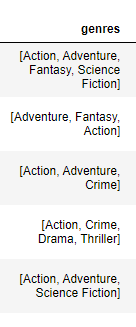 genres
[Action, Adventure,
Fantasy, Science
Fiction]
[Adventure, Fantasy,
Action]
[Action, Adventure,
Crime]
[Action, Crime,
Drama, Thriller]
[Action, Adventure,
Science Fiction]